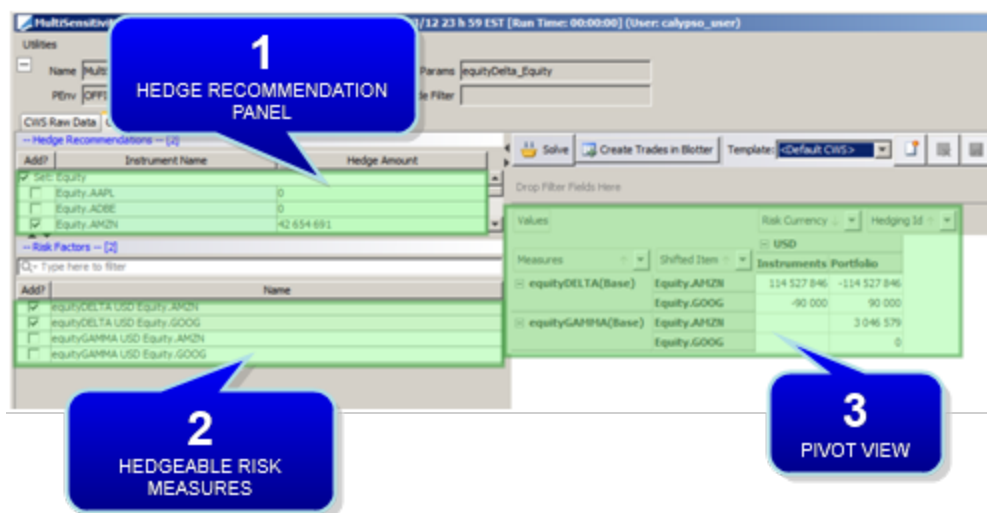 MultiSensitivi /12 23 h 59 EST [Run Time: 00:00:00] (User: calypso_user)
Utilities
Name Multi Params equityDelta_Equity
PEnv OFFI de Filter
CWS Raw Data
-- Hedge Recommendations -- [2]
Add? Instrument Name Hedge Amount
Set: Equity
Equity.AAPL 0
Equity.ADBE 0
Equity.AMZN 42 654 691
-- Risk Factors -- [2]
Type here to filter
Add? Name
equityDELTA USD Equity.AMZN
equityDELTA USD Equity.GOOG
equityGAMMA USD Equity.AMZN
equityGAMMA USD Equity.GOOG
Solve Create Trades in Blotter Template: <Default CWS>
Drop Filter Fields Here
Values Risk Currency Hedging Id
USD
Measures Shifted Item Instruments Portfolio
equityDELTA(Base) Equity.AMZN 114 527 846 -114 527 846
Equity.GOOG -90 000 90 000
equityGAMMA(Base) Equity.AMZN 3 046 579
Equity.GOOG 0
1
HEDGE RECOMMENDATION
PANEL
2
HEDGEABLE RISK
MEASURES
3
PIVOT VIEW